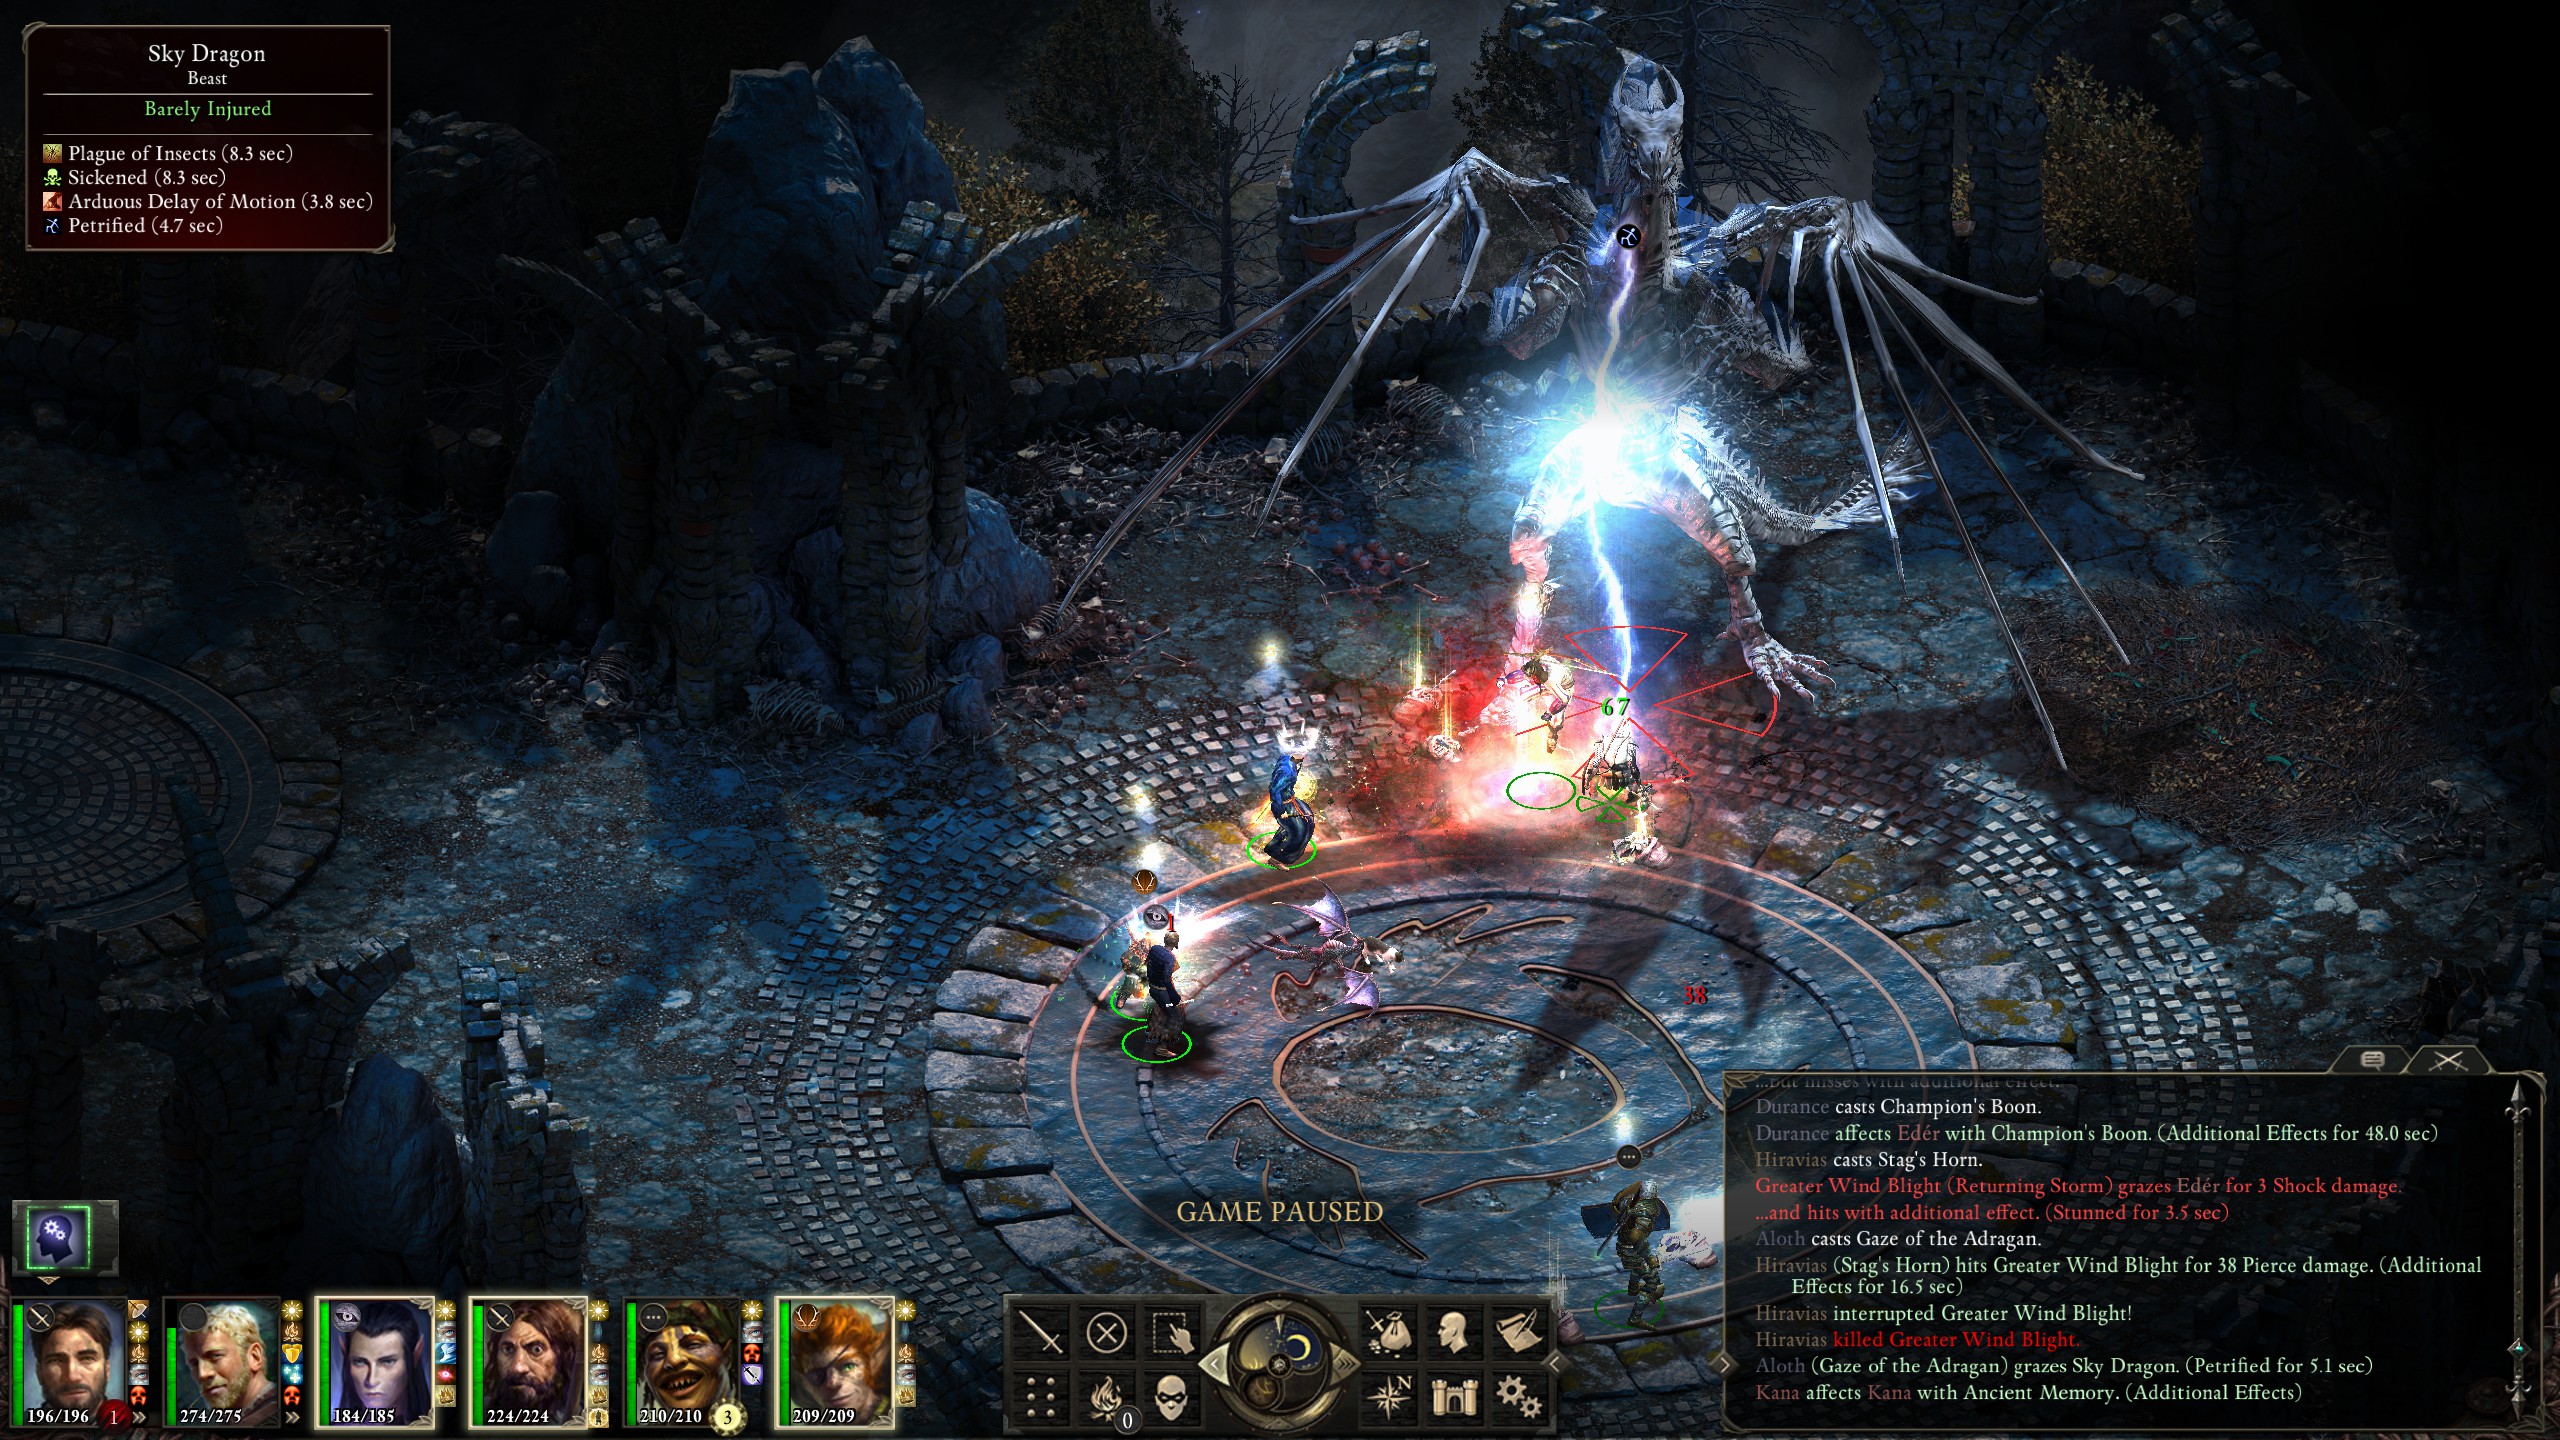 Sky Dragon
Beast
Barely Injured
Plague of Insects (8.3 sec)
Sickened (8.3 sec)
Arduous Delay of Motion (3.8 sec)
Petrified (4.7 sec)
67
1
38
GAME PAUSED
...but misses with additional effect.
Durance casts Champion's Boon.
Durance affects Edér with Champion's Boon. (Additional Effects for 48.0 sec)
Hiravias casts Stag's Horn.
Greater Wind Blight (Returning Storm) grazes Edér for 3 Shock damage.
...and hits with additional effect. (Stunned for 3.5 sec)
Aloth casts Gaze of the Adragan.
Hiravias (Stag's Horn) hits Greater Wind Blight for 38 Pierce damage. (Additional
Effects for 16.5 sec)
Hiravias interrupted Greater Wind Blight!
Hiravias killed Greater Wind Blight.
Aloth (Gaze of the Adragan) grazes Sky Dragon. (Petrified for 5.1 sec)
Kana affects Kana with Ancient Memory. (Additional Effects)
196/196 1
274/275
184/185
224/224
210/210 3
209/209
0
N